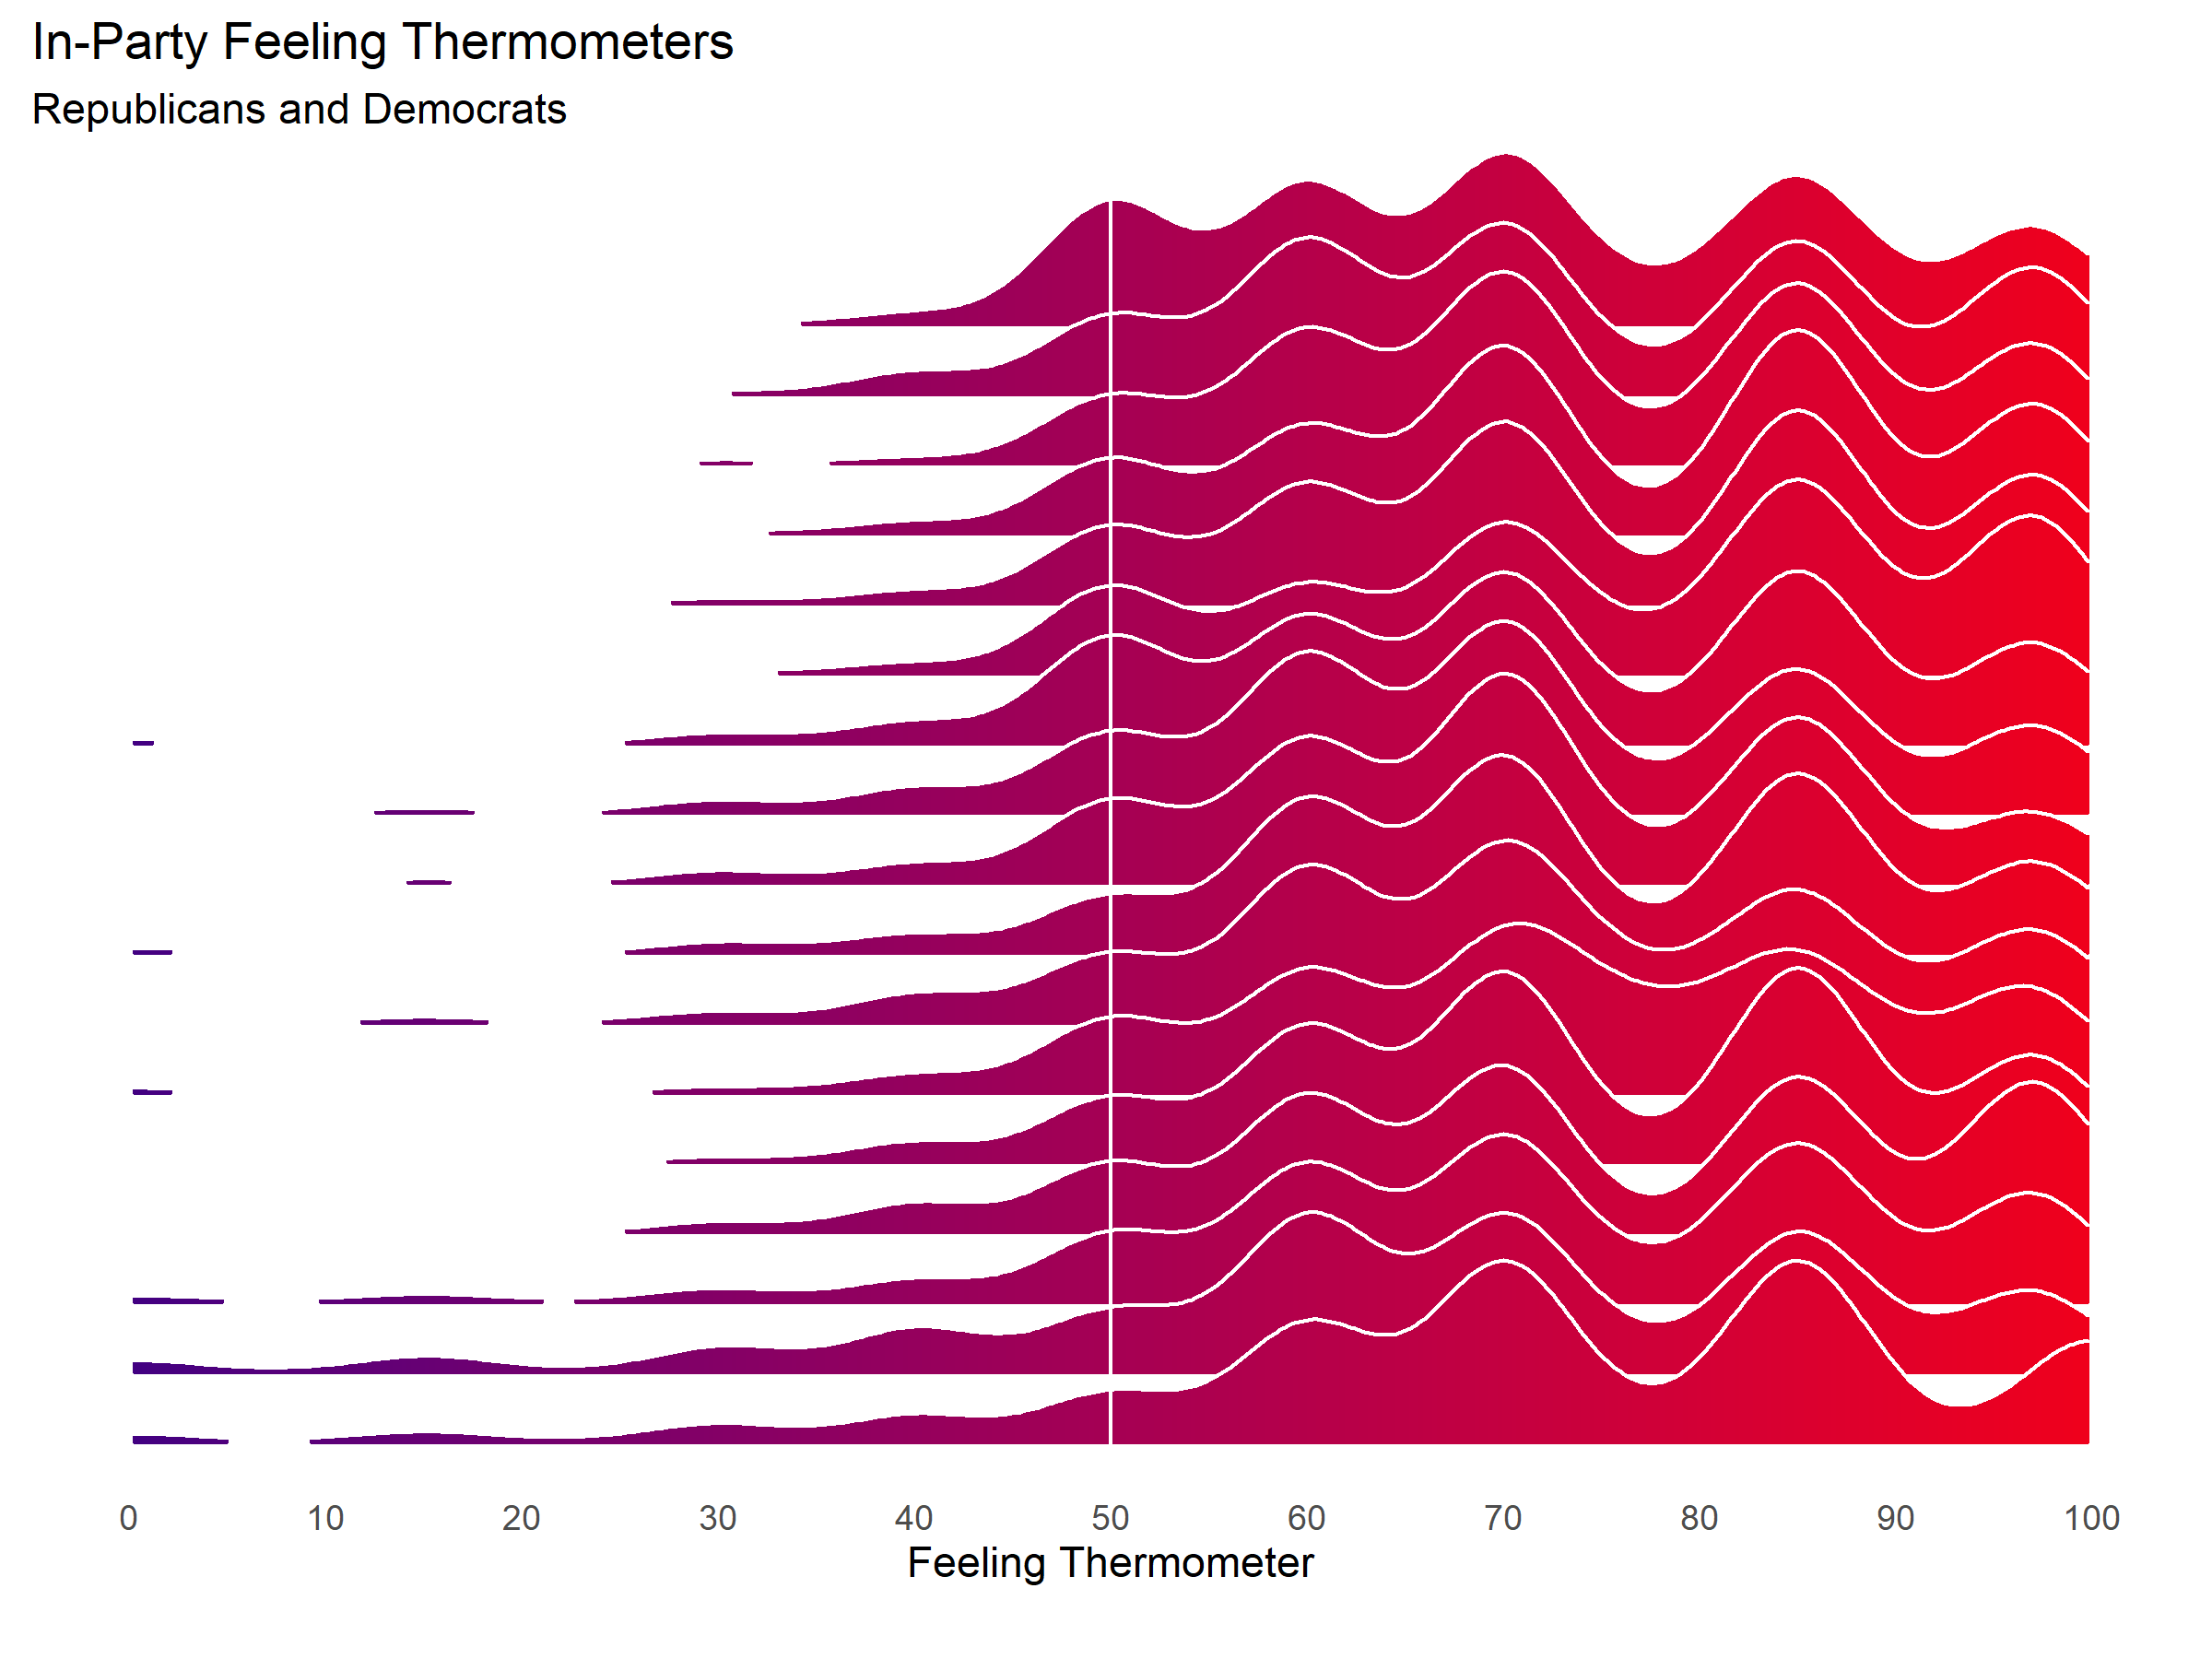 In-Party Feeling Thermometers
Republicans and Democrats
0 10 20 30 40 50 60 70 80 90 100
Feeling Thermometer